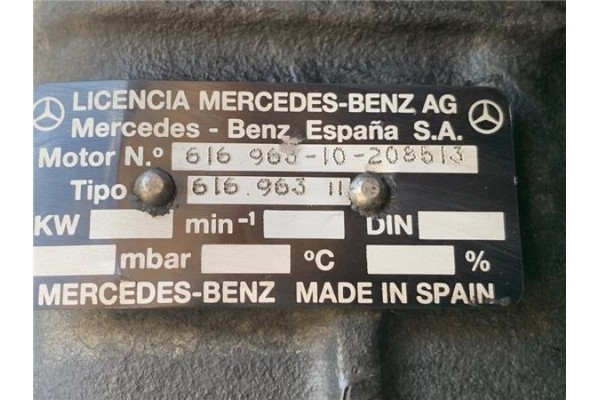 LICENCIA MERCEDES-BENZ AG
Mercedes - Benz España S.A.
Motor N.º 616 963-10-208513
Tipo 616.963 11
KW min-1 DIN
mbar ºC %
MERCEDES-BENZ MADE IN SPAIN